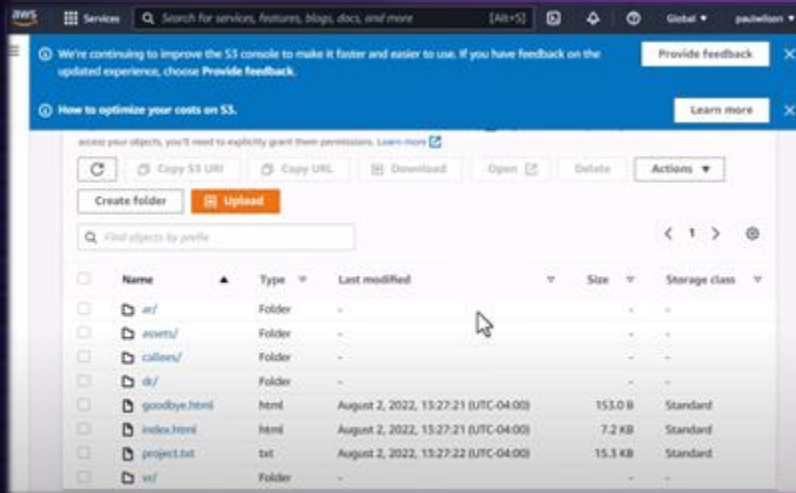 aws
Services
Search for services, features, blogs, docs, and more
[Alt+S]
Global
paulwilson
We're continuing to improve the S3 console to make it faster and easier to use. If you have feedback on the
updated experience, choose Provide feedback.
Provide feedback
How to optimize your costs on S3.
Learn more
access your objects, you'll need to explicitly grant them permissions. Learn more
Copy S3 URI
Copy URL
Download
Open
Delete
Actions
Create folder
Upload
Find objects by prefix
1
Name Type Last modified Size Storage class
ar/ Folder - - -
assets/ Folder - - -
callees/ Folder - - -
dr/ Folder - - -
goodbye.html html August 2, 2022, 13:27:21 (UTC-04:00) 153.0 B Standard
index.html html August 2, 2022, 13:27:21 (UTC-04:00) 7.2 KB Standard
project.txt txt August 2, 2022, 13:27:22 (UTC-04:00) 15.3 KB Standard
vr/ Folder - - -